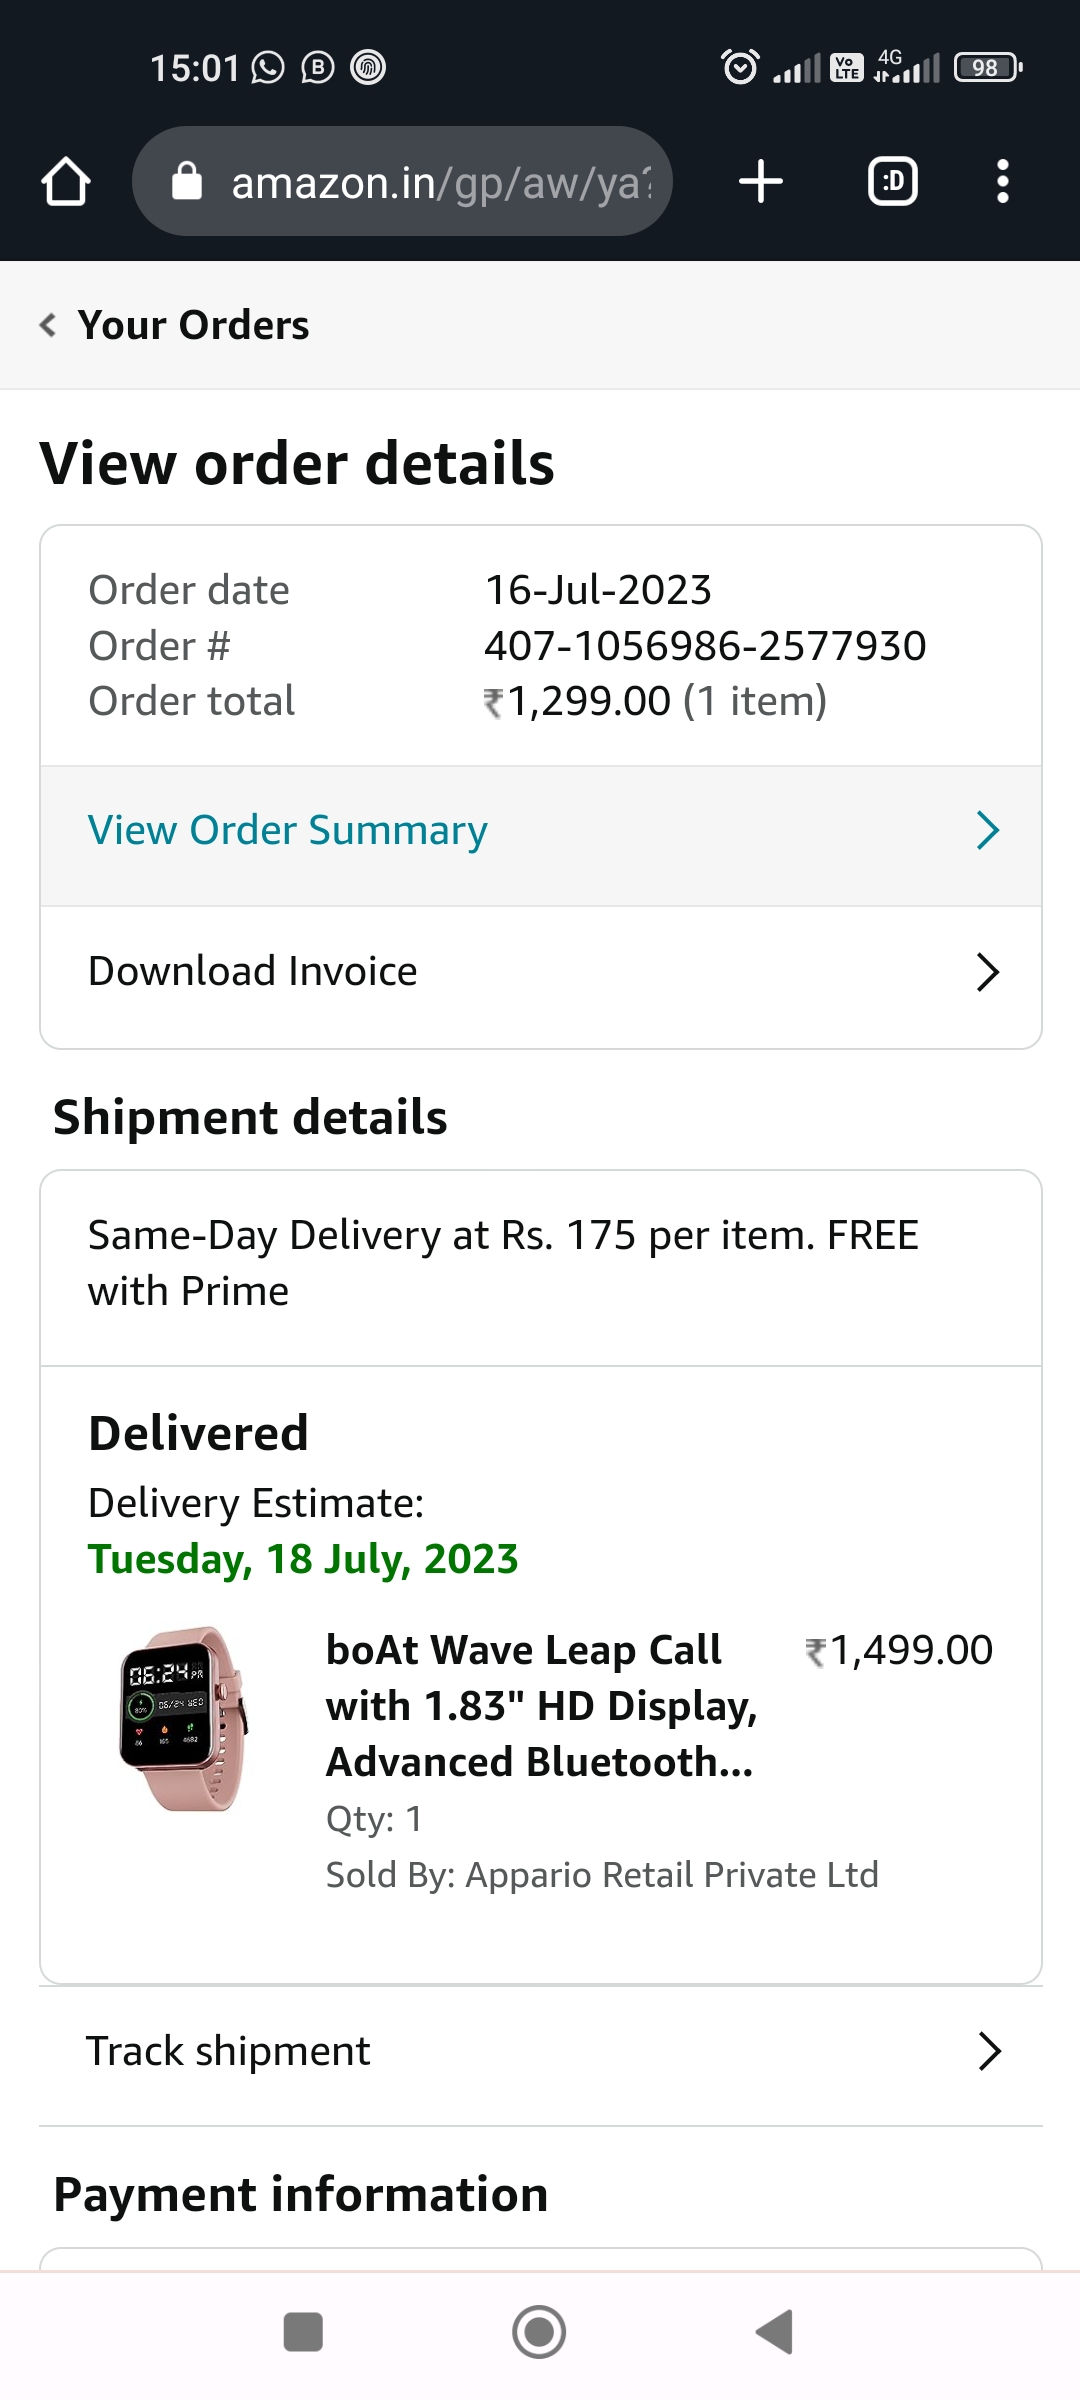 15:01
4G
Vo
LTE
98
amazon.in/gp/aw/ya?
:D
Your Orders
View order details
Order date 16-Jul-2023
Order # 407-1056986-2577930
Order total ₹1,299.00 (1 item)
View Order Summary
Download Invoice
Shipment details
Same-Day Delivery at Rs. 175 per item. FREE
with Prime
Delivered
Delivery Estimate:
Tuesday, 18 July, 2023
boAt Wave Leap Call ₹1,499.00
with 1.83" HD Display,
Advanced Bluetooth...
Qty: 1
Sold By: Appario Retail Private Ltd
06:24
80%
06/24 WED
Track shipment
Payment information